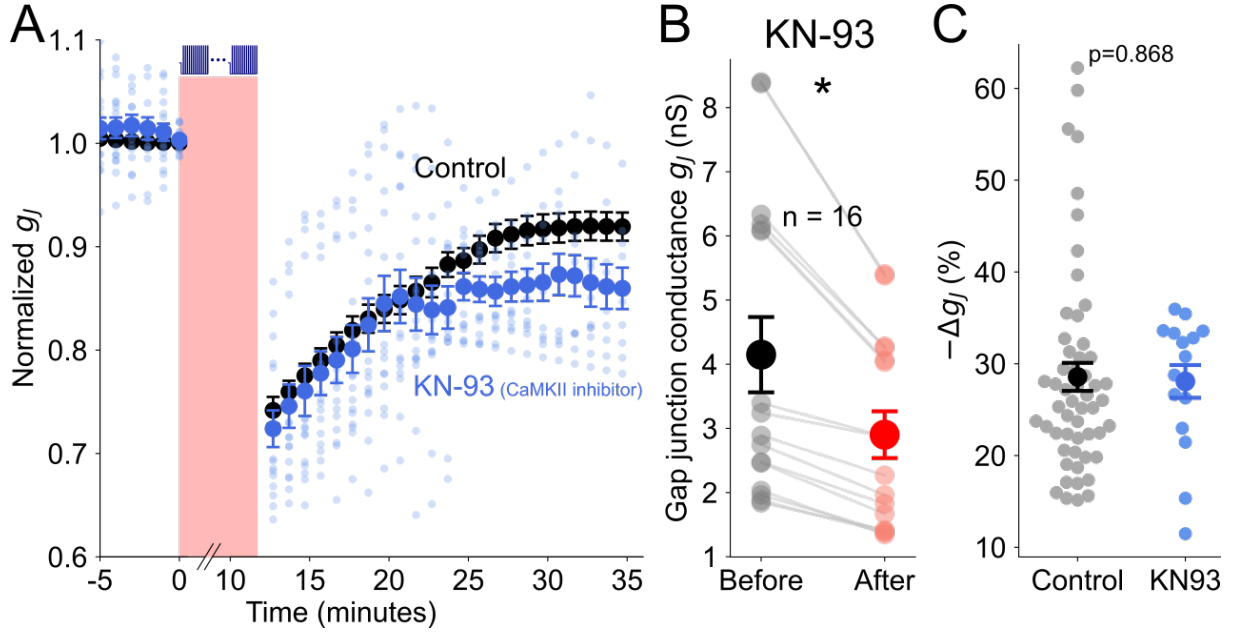 A
Normalized gJ
1.1
1.0
0.9
0.8
0.7
0.6
...
Control
KN-93 (CaMKII inhibitor)
-5 0 10 15 20 25 30 35
Time (minutes)
B
KN-93
*
n = 16
Gap junction conductance gJ (nS)
8
7
6
5
4
3
2
1
Before After
C
p=0.868
−ΔgJ (%)
60
50
40
30
20
10
Control KN93